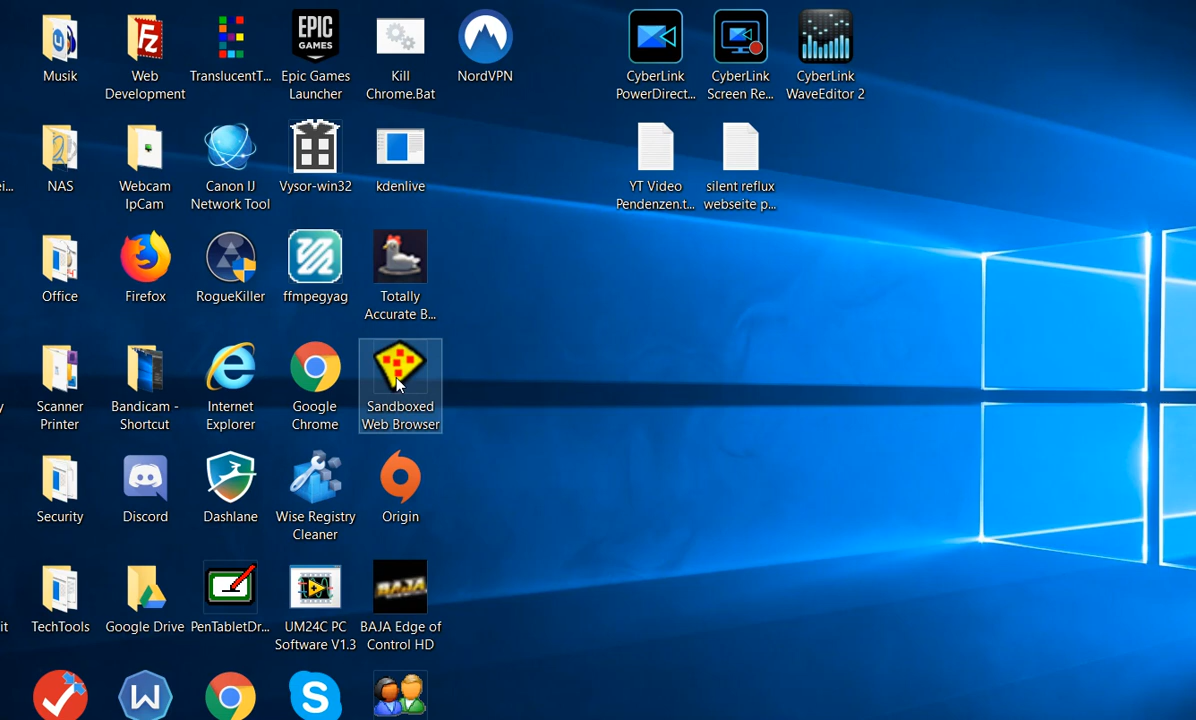 Musik
Web
Development
TranslucentT...
EPIC
GAMES
Epic Games
Launcher
Kill
Chrome.Bat
NordVPN
CyberLink
PowerDirect...
CyberLink
Screen Re...
CyberLink
WaveEditor 2
ei...
NAS
Webcam
IpCam
Canon IJ
Network Tool
Vysor-win32
kdenlive
YT Video
Pendenzen.t...
silent reflux
webseite p...
Office
Firefox
RogueKiller
ffmpegyag
Totally
Accurate B...
y
Scanner
Printer
Bandicam -
Shortcut
Internet
Explorer
Google
Chrome
Sandboxed
Web Browser
Security
Discord
Dashlane
Wise Registry
Cleaner
Origin
it
TechTools
Google Drive
PenTabletDr...
UM24C PC
Software V1.3
BAJA
BAJA Edge of
Control HD